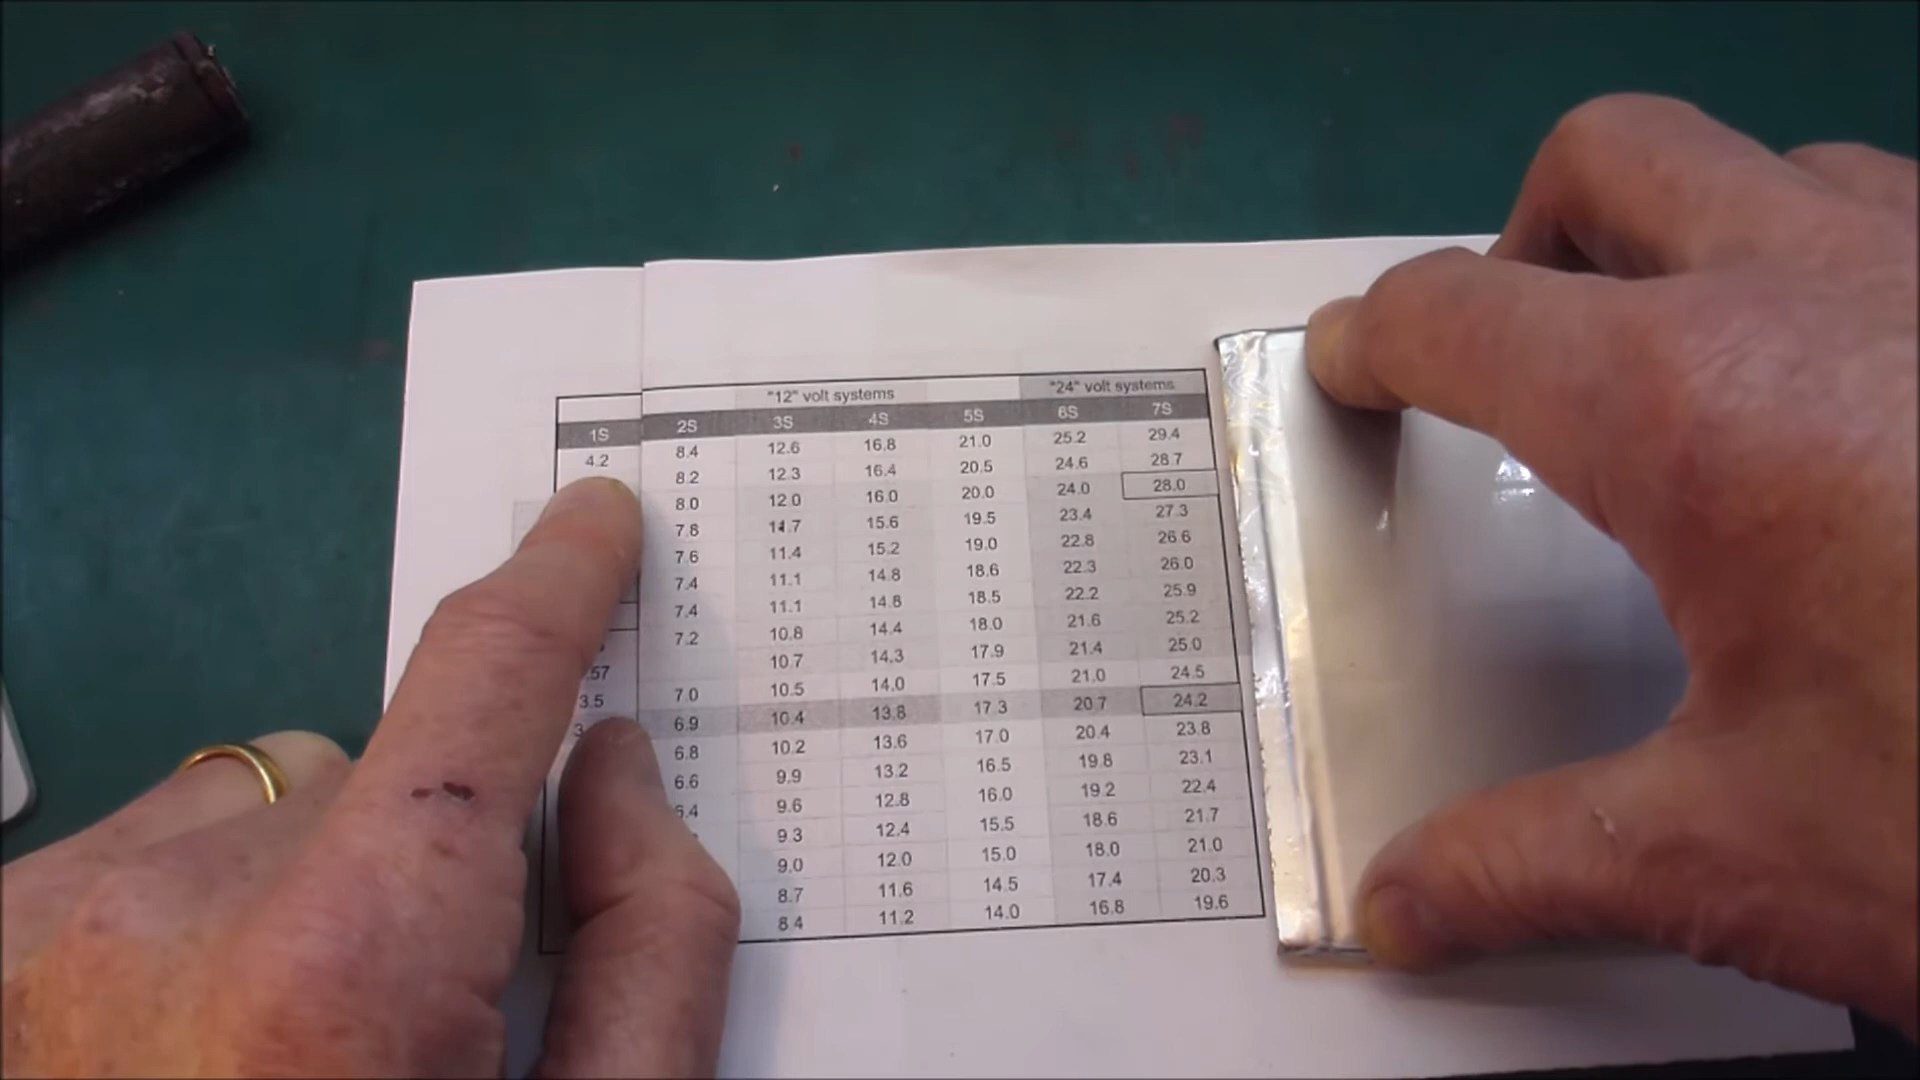 "12" volt systems "24" volt systems
1S 2S 3S 4S 5S 6S 7S
4.2 8.4 12.6 16.8 21.0 25.2 29.4
8.2 12.3 16.4 20.5 24.6 28.7
8.0 12.0 16.0 20.0 24.0 28.0
7.8 11.7 15.6 19.5 23.4 27.3
7.6 11.4 15.2 19.0 22.8 26.6
7.4 11.1 14.8 18.6 22.3 26.0
7.4 11.1 14.8 18.5 22.2 25.9
7.2 10.8 14.4 18.0 21.6 25.2
.57 10.7 14.3 17.9 21.4 25.0
3.5 7.0 10.5 14.0 17.5 21.0 24.5
6.9 10.4 13.8 17.3 20.7 24.2
6.8 10.2 13.6 17.0 20.4 23.8
6.6 9.9 13.2 16.5 19.8 23.1
6.4 9.6 12.8 16.0 19.2 22.4
9.3 12.4 15.5 18.6 21.7
9.0 12.0 15.0 18.0 21.0
8.7 11.6 14.5 17.4 20.3
8.4 11.2 14.0 16.8 19.6